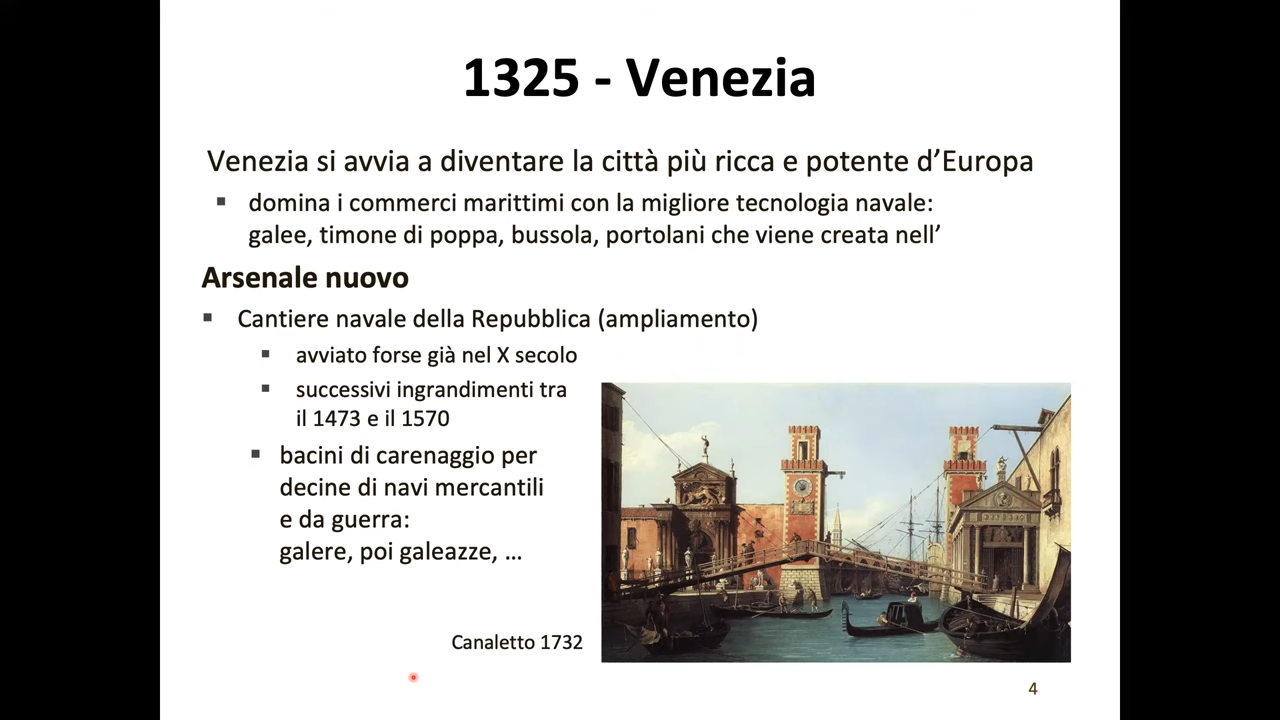 1325 - Venezia
Venezia si avvia a diventare la città più ricca e potente d’Europa
▪ domina i commerci marittimi con la migliore tecnologia navale:
galee, timone di poppa, bussola, portolani che viene creata nell’
Arsenale nuovo
▪ Cantiere navale della Repubblica (ampliamento)
▪ avviato forse già nel X secolo
▪ successivi ingrandimenti tra
il 1473 e il 1570
▪ bacini di carenaggio per
decine di navi mercantili
e da guerra:
galere, poi galeazze, …
Canaletto 1732
4